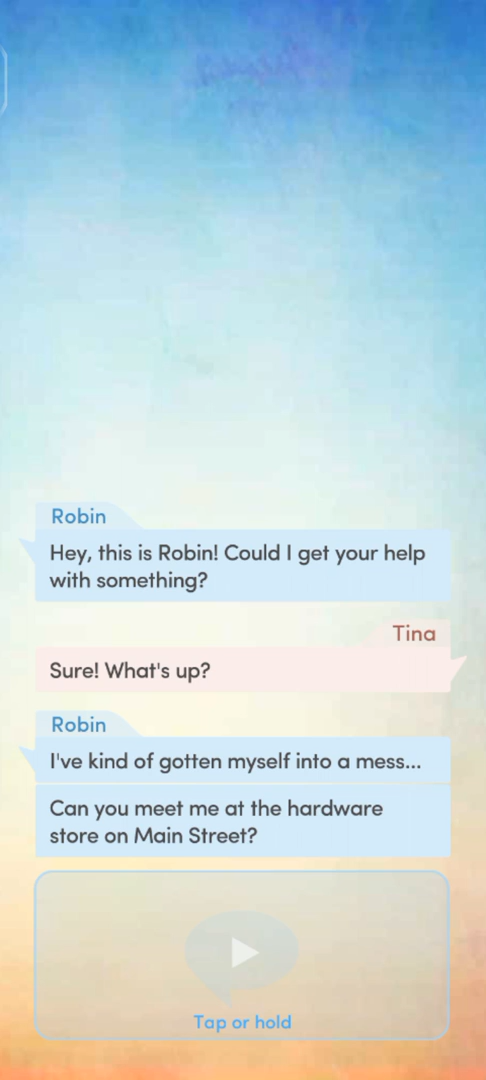 Robin
Hey, this is Robin! Could I get your help
with something?
Tina
Sure! What's up?
Robin
I've kind of gotten myself into a mess...
Can you meet me at the hardware
store on Main Street?
Tap or hold